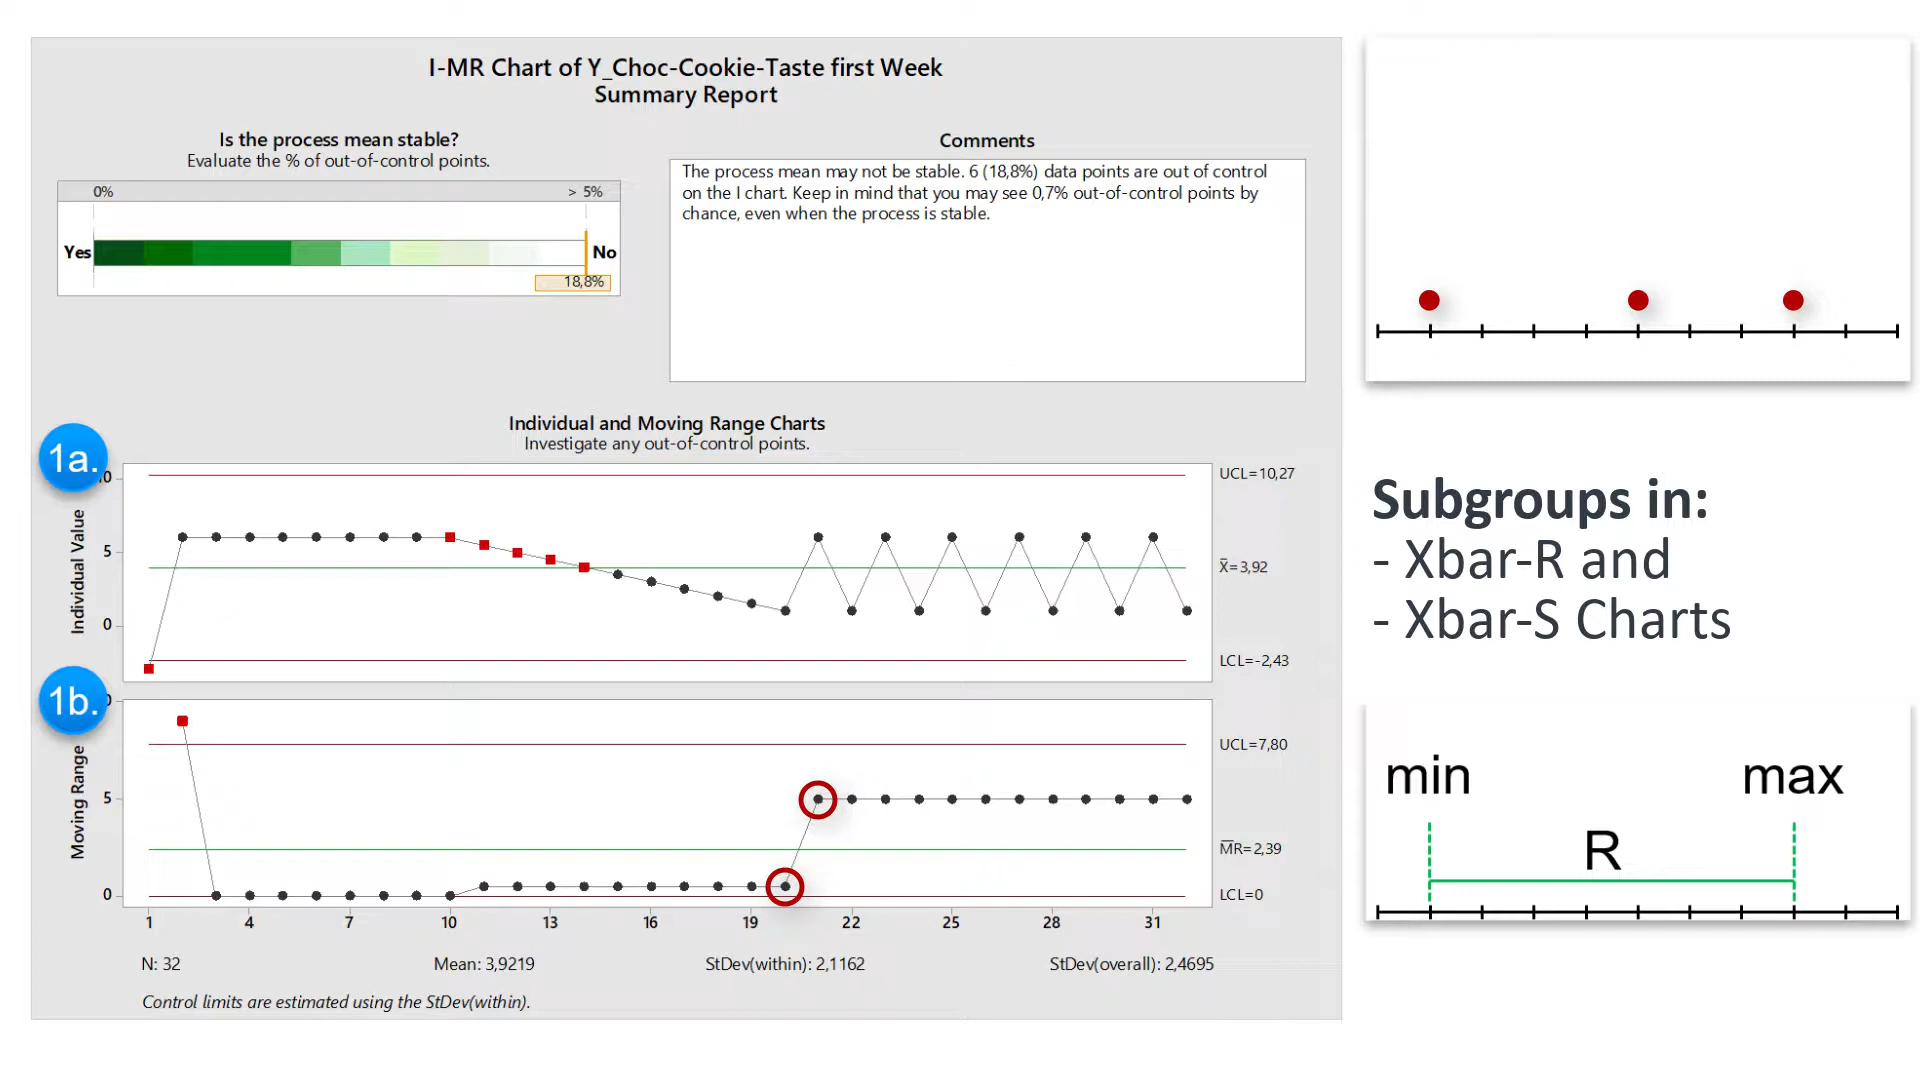 I-MR Chart of Y_Choc-Cookie-Taste first Week
Summary Report
Is the process mean stable?
Evaluate the % of out-of-control points.
0% > 5%
Yes No
18,8%
Comments
The process mean may not be stable. 6 (18,8%) data points are out of control
on the I chart. Keep in mind that you may see 0,7% out-of-control points by
chance, even when the process is stable.
Individual and Moving Range Charts
Investigate any out-of-control points.
1a.
Individual Value
5
0
UCL=10,27
X̅=3,92
LCL=-2,43
1b.
Moving Range
5
0
UCL=7,80
M̅R̅=2,39
LCL=0
1 4 7 10 13 16 19 22 25 28 31
N: 32 Mean: 3,9219 StDev(within): 2,1162 StDev(overall): 2,4695
Control limits are estimated using the StDev(within).
Subgroups in:
- Xbar-R and
- Xbar-S Charts
min max
R